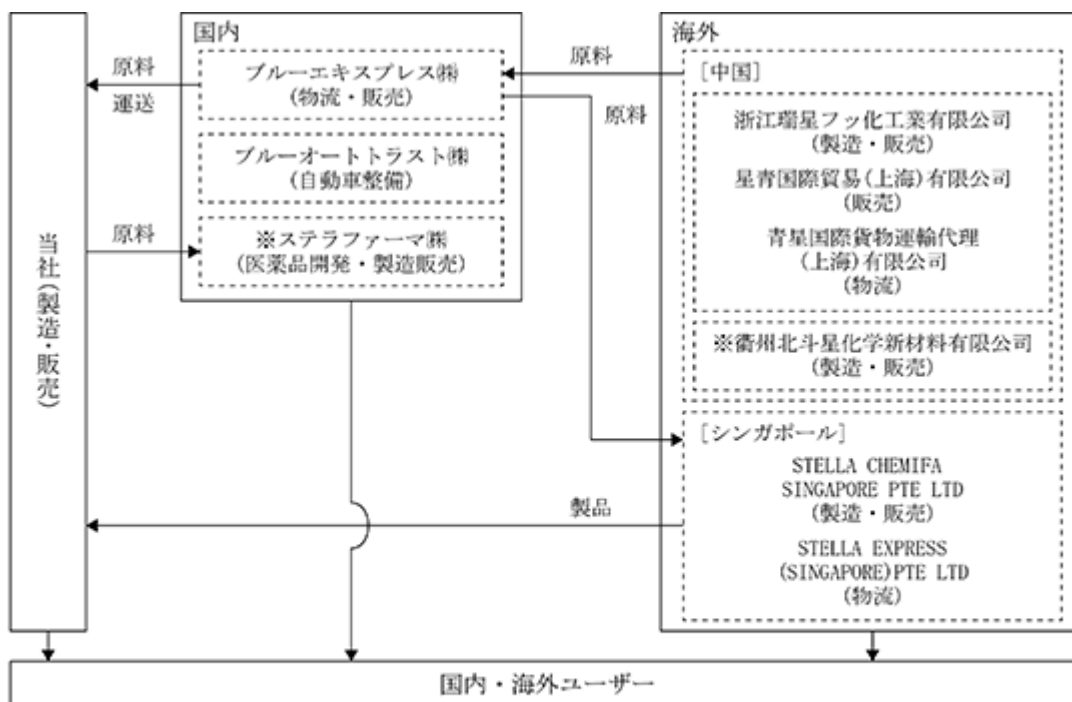 国内
海外
原料
運送
ブルーエキスプレス㈱
(物流・販売)
原料
原料
[中国]
浙江瑞星フッ化工業有限公司
(製造・販売)
星青国際貿易(上海)有限公司
(販売)
青星国際貨物運輸代理
(上海)有限公司
(物流)
※衢州北斗星化学新材料有限公司
(製造・販売)
ブルーオートトラスト㈱
(自動車整備)
原料
※ステラファーマ㈱
(医薬品開発・製造販売)
当社(製造・販売)
[シンガポール]
STELLA CHEMIFA
SINGAPORE PTE LTD
(製造・販売)
製品
STELLA EXPRESS
(SINGAPORE)PTE LTD
(物流)
国内・海外ユーザー